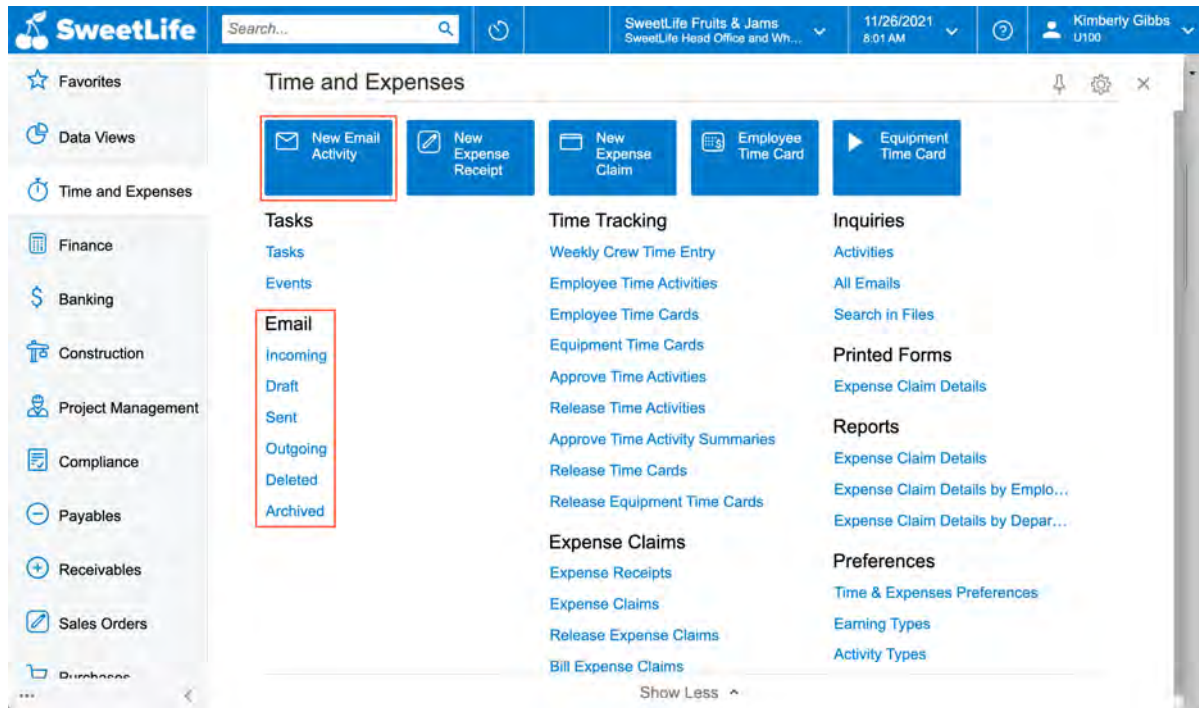 SweetLife
Search...
SweetLife Fruits & Jams
SweetLife Head Office and Wh...
11/26/2021
8:01 AM
Kimberly Gibbs
U100
Favorites
Data Views
Time and Expenses
Finance
Banking
Construction
Project Management
Compliance
Payables
Receivables
Sales Orders
Purchases
Time and Expenses
New Email
Activity
New
Expense
Receipt
New
Expense
Claim
Employee
Time Card
Equipment
Time Card
Tasks
Tasks
Events
Email
Incoming
Draft
Sent
Outgoing
Deleted
Archived
Time Tracking
Weekly Crew Time Entry
Employee Time Activities
Employee Time Cards
Equipment Time Cards
Approve Time Activities
Release Time Activities
Approve Time Activity Summaries
Release Time Cards
Release Equipment Time Cards
Expense Claims
Expense Receipts
Expense Claims
Release Expense Claims
Bill Expense Claims
Inquiries
Activities
All Emails
Search in Files
Printed Forms
Expense Claim Details
Reports
Expense Claim Details
Expense Claim Details by Emplo...
Expense Claim Details by Depar...
Preferences
Time & Expenses Preferences
Earning Types
Activity Types
Show Less